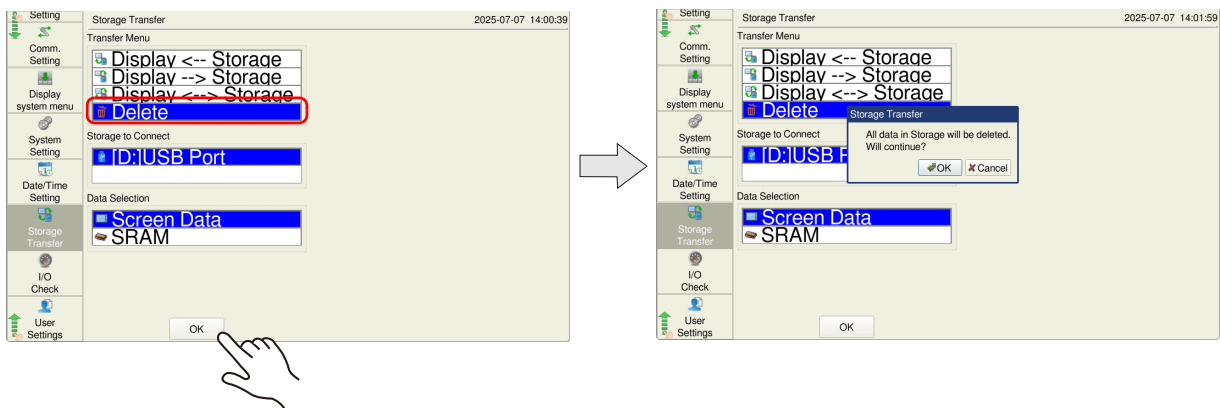 Setting
Comm.
Setting
Display
system menu
System
Setting
Date/Time
Setting
Storage
Transfer
I/O
Check
User
Settings
Storage Transfer 2025-07-07 14:00:39
Transfer Menu
Display <-- Storage
Display --> Storage
Display <--> Storage
Delete
Storage to Connect
[D:]USB Port
Data Selection
Screen Data
SRAM
OK
Setting
Comm.
Setting
Display
system menu
System
Setting
Date/Time
Setting
Storage
Transfer
I/O
Check
User
Settings
Storage Transfer 2025-07-07 14:01:59
Transfer Menu
Display <-- Storage
Display --> Storage
Display <--> Storage
Delete
Storage to Connect
[D:]USB P
Data Selection
Screen Data
SRAM
OK
Storage Transfer
All data in Storage will be deleted.
Will continue?
OK Cancel